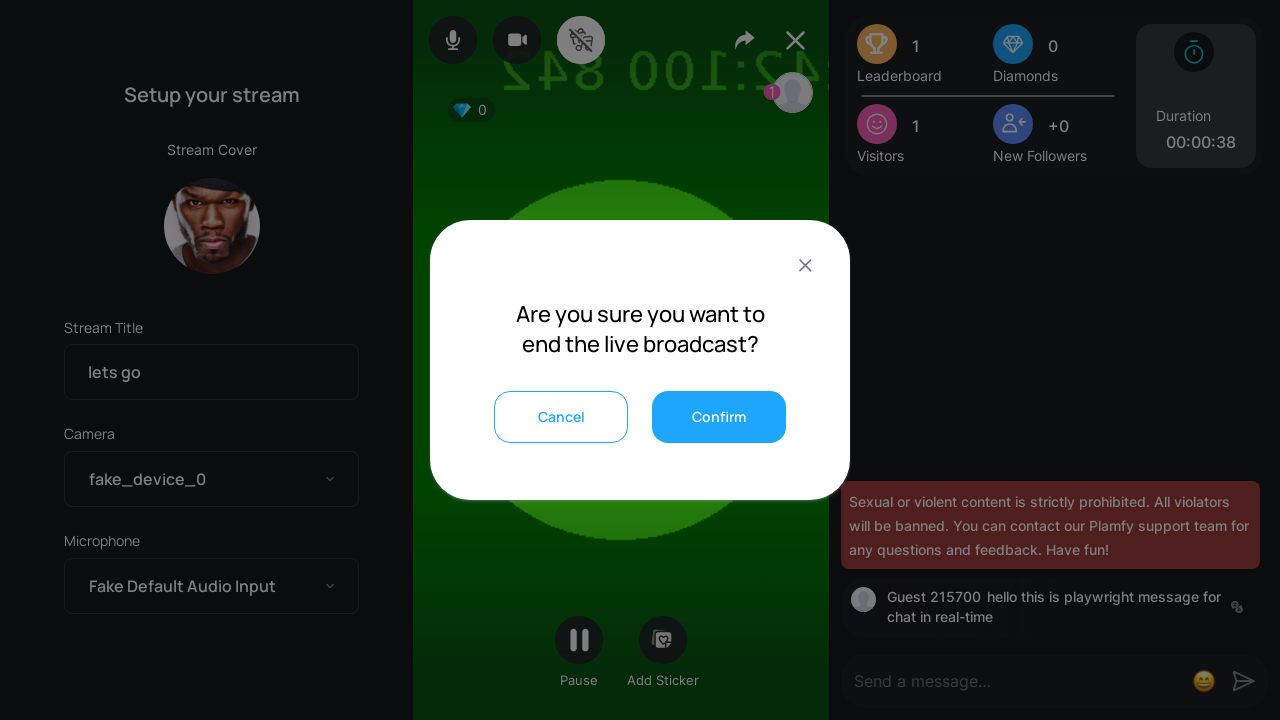 Setup your stream
Stream Cover
Stream Title
lets go
Camera
fake_device_0
Microphone
Fake Default Audio Input
42:100 842
0
1
Are you sure you want to
end the live broadcast?
Cancel
Confirm
Pause
Add Sticker
1
Leaderboard
0
Diamonds
1
Visitors
+0
New Followers
Duration
00:00:38
Sexual or violent content is strictly prohibited. All violators
will be banned. You can contact our Plamfy support team for
any questions and feedback. Have fun!
Guest 215700 hello this is playwright message for
chat in real-time
Send a message...